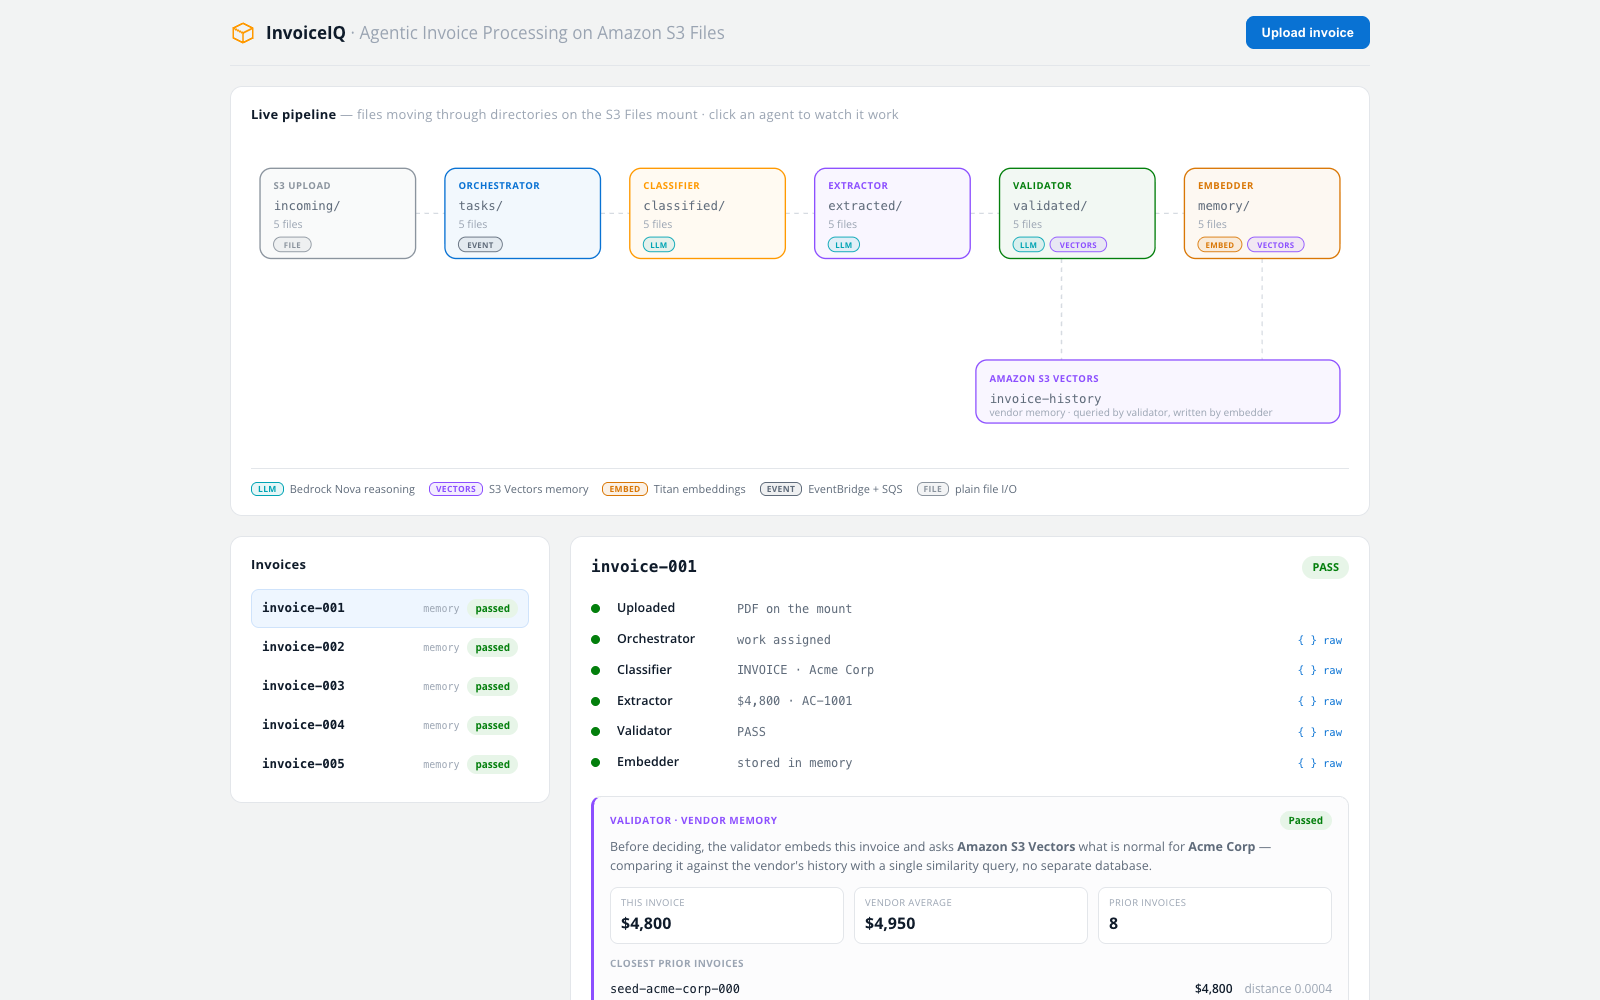 InvoiceIQ · Agentic Invoice Processing on Amazon S3 Files
Upload invoice
Live pipeline — files moving through directories on the S3 Files mount · click an agent to watch it work
S3 UPLOAD
incoming/
5 files
FILE
ORCHESTRATOR
tasks/
5 files
EVENT
CLASSIFIER
classified/
5 files
LLM
EXTRACTOR
extracted/
5 files
LLM
VALIDATOR
validated/
5 files
LLM VECTORS
EMBEDDER
memory/
5 files
EMBED VECTORS
AMAZON S3 VECTORS
invoice-history
vendor memory · queried by validator, written by embedder
LLM Bedrock Nova reasoning VECTORS S3 Vectors memory EMBED Titan embeddings EVENT EventBridge + SQS FILE plain file I/O
Invoices
invoice-001 memory passed
invoice-002 memory passed
invoice-003 memory passed
invoice-004 memory passed
invoice-005 memory passed
invoice-001 PASS
Uploaded PDF on the mount
Orchestrator work assigned { } raw
Classifier INVOICE · Acme Corp { } raw
Extractor $4,800 · AC-1001 { } raw
Validator PASS { } raw
Embedder stored in memory { } raw
VALIDATOR · VENDOR MEMORY Passed
Before deciding, the validator embeds this invoice and asks Amazon S3 Vectors what is normal for Acme Corp —
comparing it against the vendor's history with a single similarity query, no separate database.
THIS INVOICE
$4,800
VENDOR AVERAGE
$4,950
PRIOR INVOICES
8
CLOSEST PRIOR INVOICES
seed-acme-corp-000 $4,800 distance 0.0004